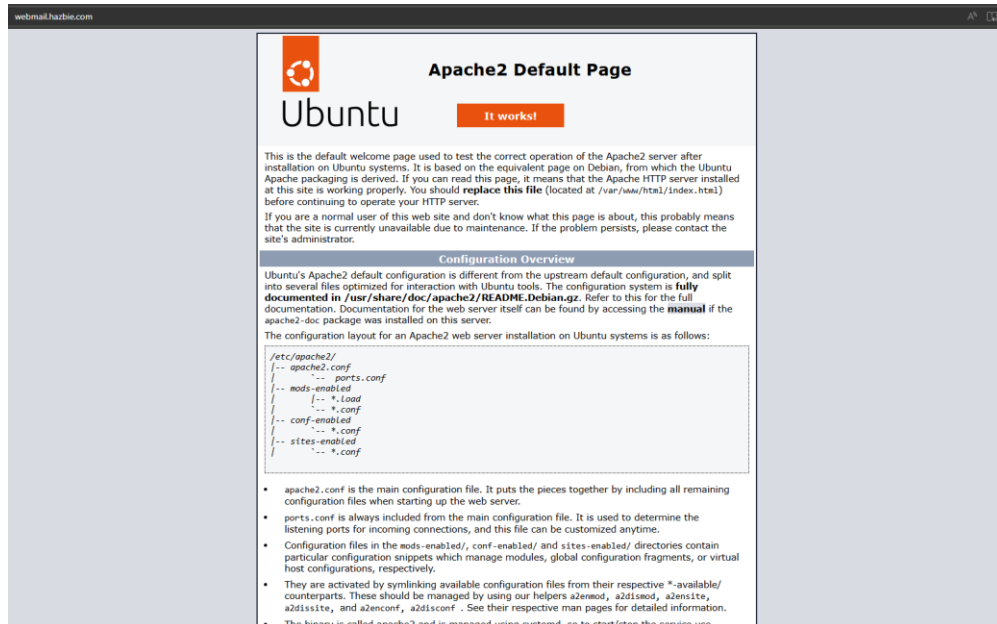 webmail.hazbie.com
Apache2 Default Page
Ubuntu
It works!
This is the default welcome page used to test the correct operation of the Apache2 server after
installation on Ubuntu systems. It is based on the equivalent page on Debian, from which the Ubuntu
Apache packaging is derived. If you can read this page, it means that the Apache HTTP server installed
at this site is working properly. You should replace this file (located at /var/www/html/index.html)
before continuing to operate your HTTP server.
If you are a normal user of this web site and don't know what this page is about, this probably means
that the site is currently unavailable due to maintenance. If the problem persists, please contact the
site's administrator.
Configuration Overview
Ubuntu's Apache2 default configuration is different from the upstream default configuration, and split
into several files optimized for interaction with Ubuntu tools. The configuration system is fully
documented in /usr/share/doc/apache2/README.Debian.gz. Refer to this for the full
documentation. Documentation for the web server itself can be found by accessing the manual if the
apache2-doc package was installed on this server.
The configuration layout for an Apache2 web server installation on Ubuntu systems is as follows:
/etc/apache2/
|-- apache2.conf
|       `--  ports.conf
|-- mods-enabled
|       |-- *.load
|       `-- *.conf
|-- conf-enabled
|       `-- *.conf
|-- sites-enabled
|       `-- *.conf
• apache2.conf is the main configuration file. It puts the pieces together by including all remaining
configuration files when starting up the web server.
• ports.conf is always included from the main configuration file. It is used to determine the
listening ports for incoming connections, and this file can be customized anytime.
• Configuration files in the mods-enabled/, conf-enabled/ and sites-enabled/ directories contain
particular configuration snippets which manage modules, global configuration fragments, or virtual
host configurations, respectively.
• They are activated by symlinking available configuration files from their respective *-available/
counterparts. These should be managed by using our helpers a2enmod, a2dismod, a2ensite,
a2dissite, and a2enconf, a2disconf . See their respective man pages for detailed information.
• The binary is called apache2 and is managed using systemd, so to start/stop the service use